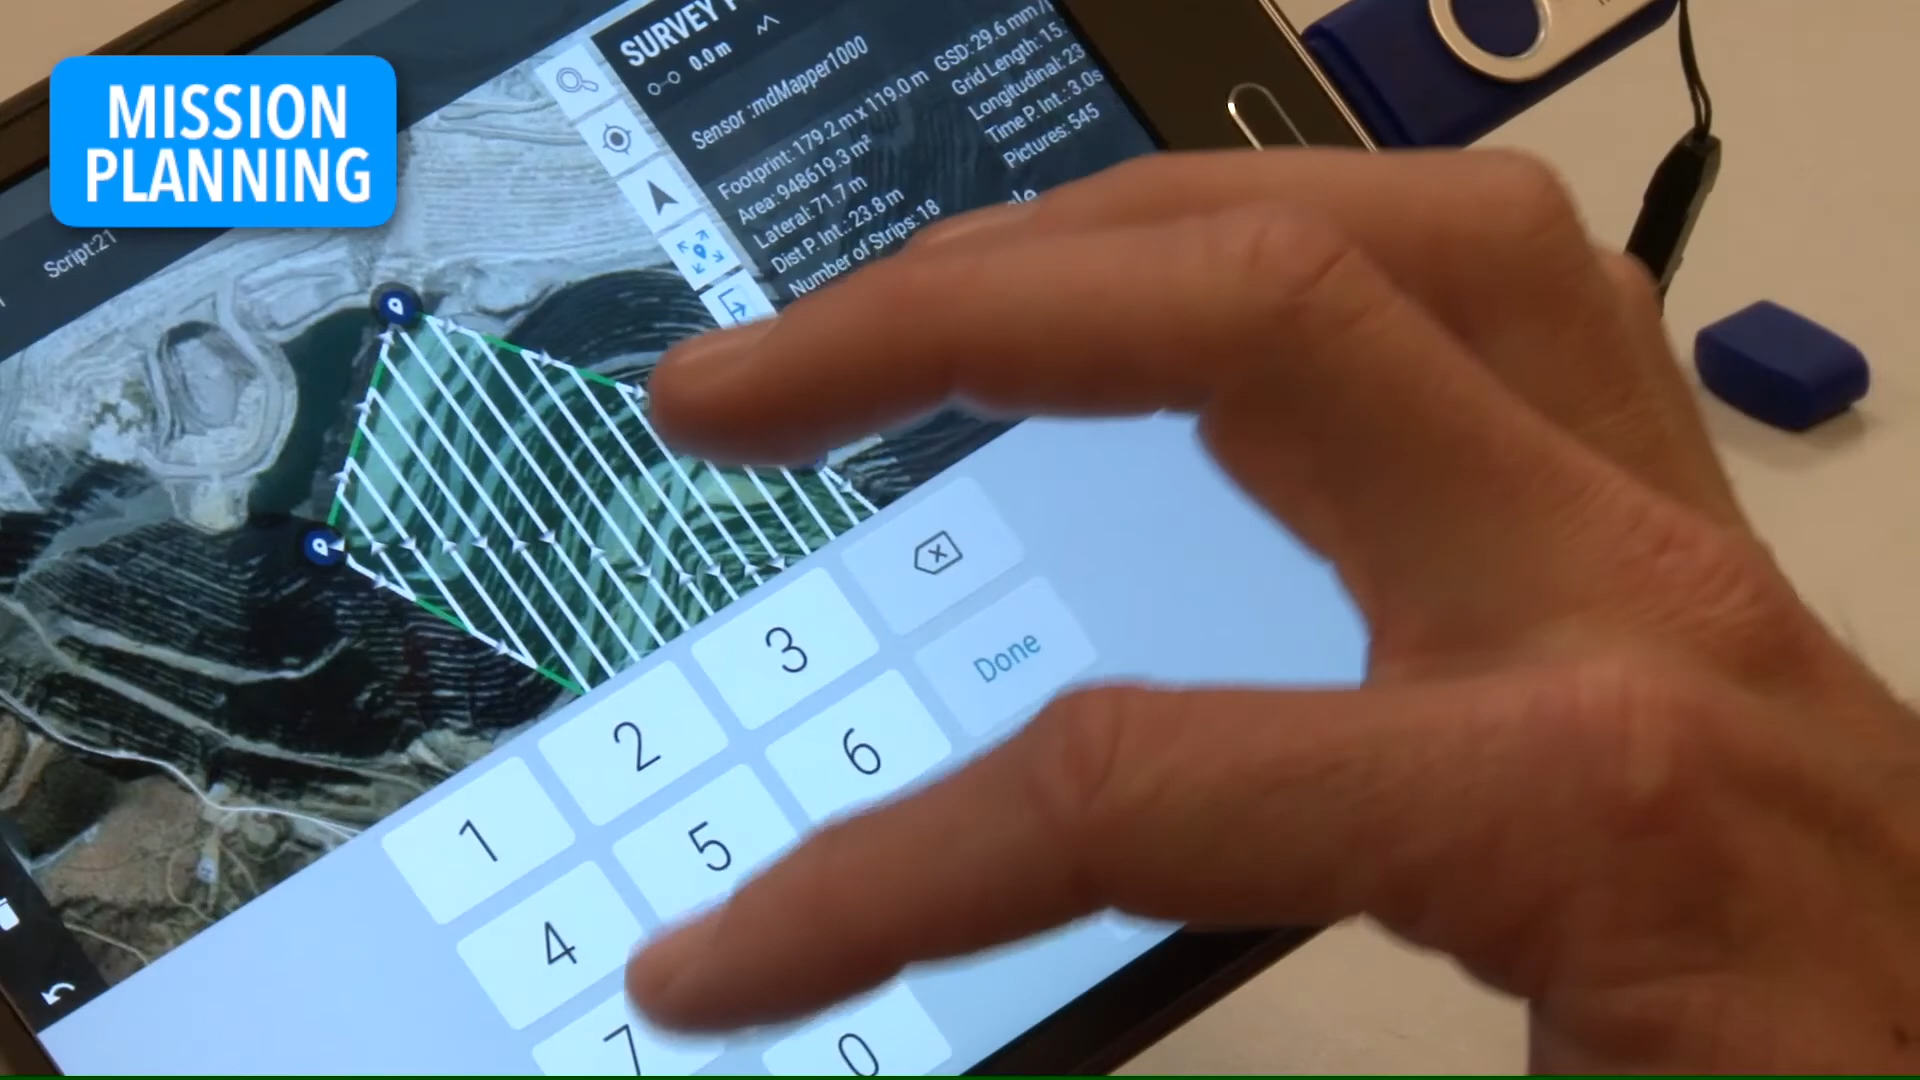 MISSION
PLANNING
Script:21
SURVEY
0.0 m
Sensor :mdMapper1000
Footprint: 179.2 m x 119.0 m
Area: 948619.3 m²
Lateral: 71.7 m
Dist P. Int.: 23.8 m
Number of Strips: 18
GSD: 29.6 mm/
Grid Length: 15.
Longitudinal: 23
Time P. Int.: 3.0s
Pictures: 545
1
2
3
4
5
6
Done
7
0